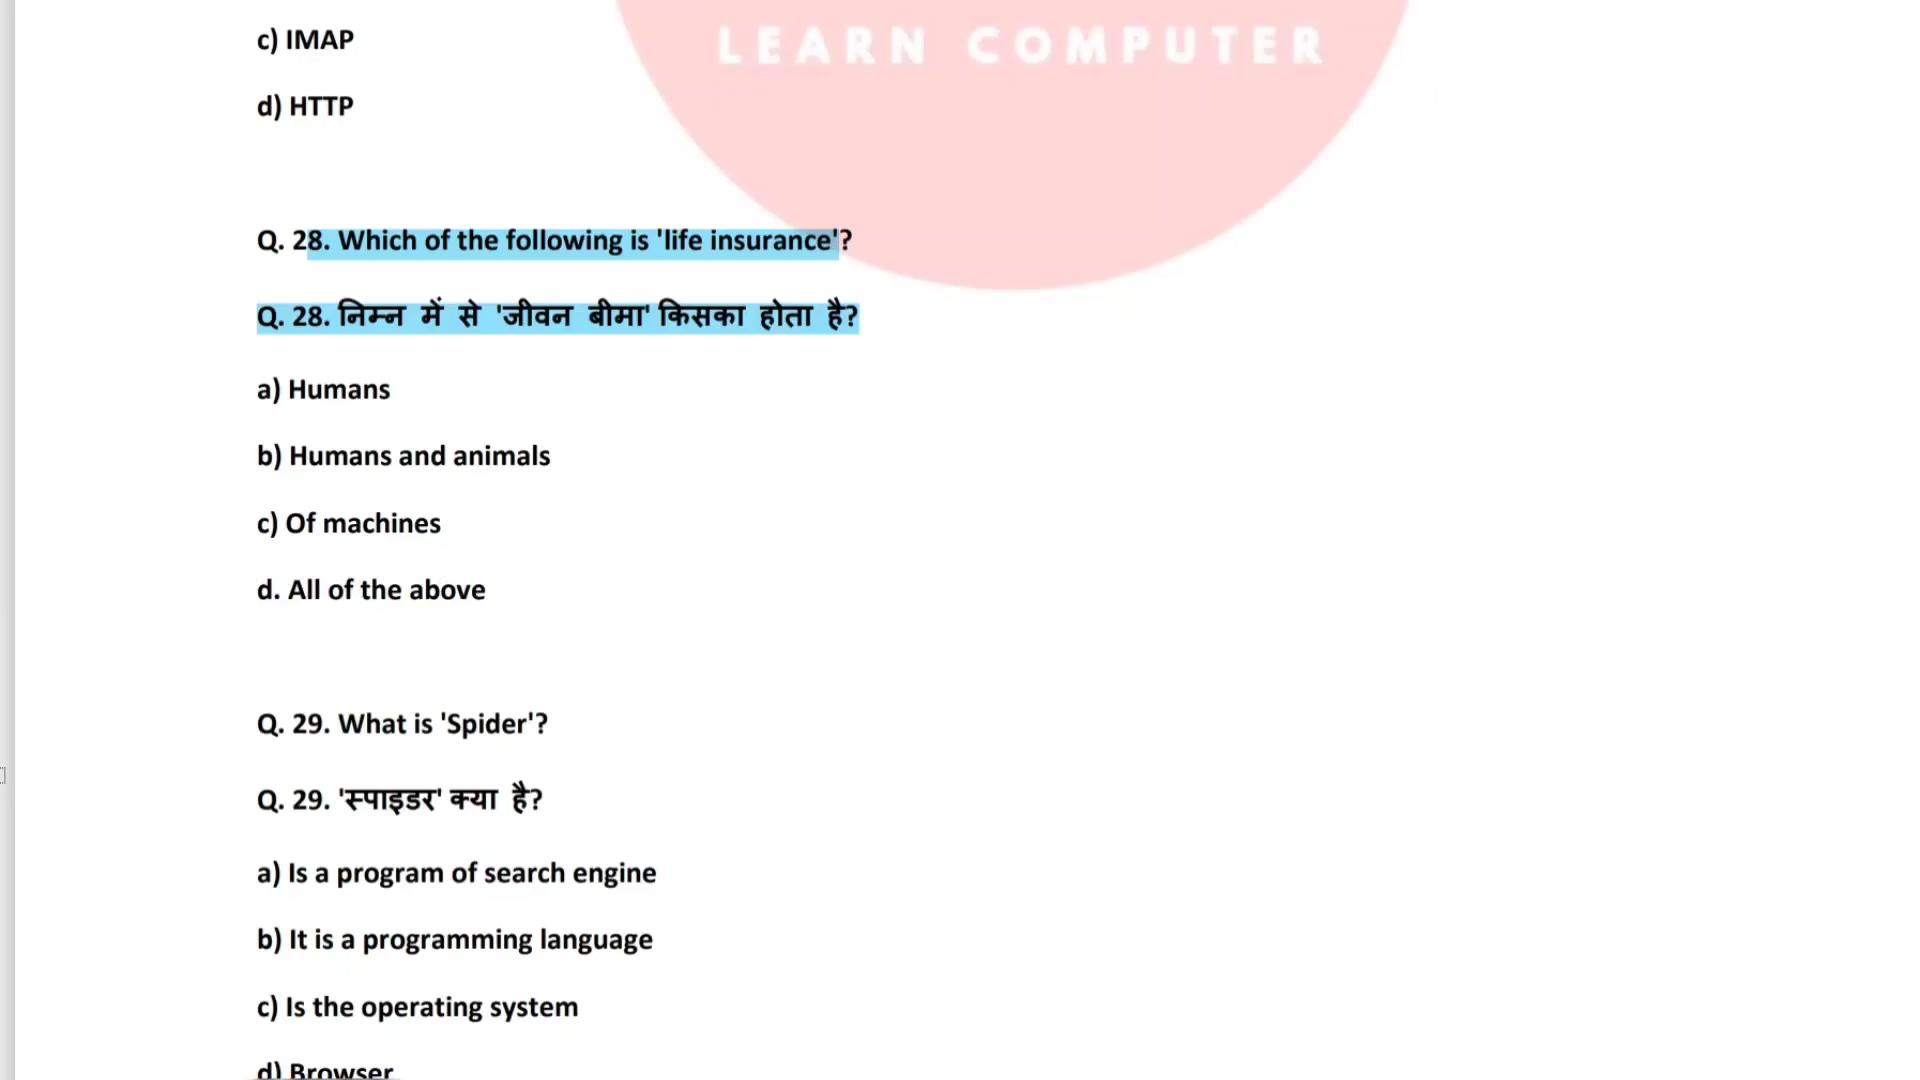 LEARN COMPUTER
c) IMAP
d) HTTP
Q. 28. Which of the following is 'life insurance'?
Q. 28. निम्न में से 'जीवन बीमा' किसका होता है?
a) Humans
b) Humans and animals
c) Of machines
d. All of the above
Q. 29. What is 'Spider'?
Q. 29. 'स्पाइडर' क्या है?
a) Is a program of search engine
b) It is a programming language
c) Is the operating system
d) Browser